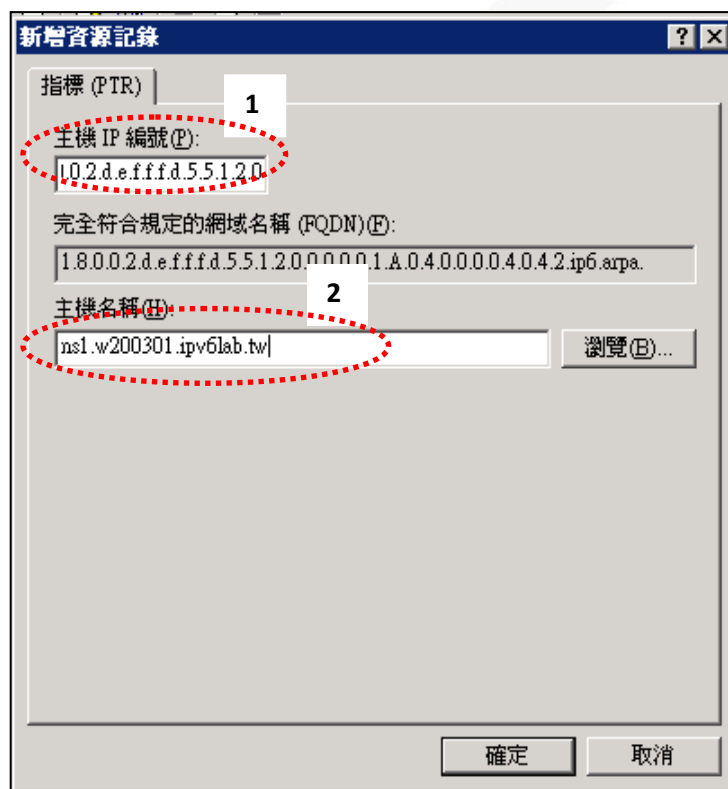 新增資源記錄
指標 (PTR)
1
主機 IP 編號(P):
.0.2.d.e.f.f.f.d.5.5.1.2.0
完全符合規定的網域名稱 (FQDN)(F):
1.8.0.0.2.d.e.f.f.f.d.5.5.1.2.0.0.0.0.0.1.A.0.4.0.0.0.0.4.0.4.2.ip6.arpa.
2
主機名稱(H):
ns1.w200301.ipv6lab.tw
瀏覽(B)...
確定
取消